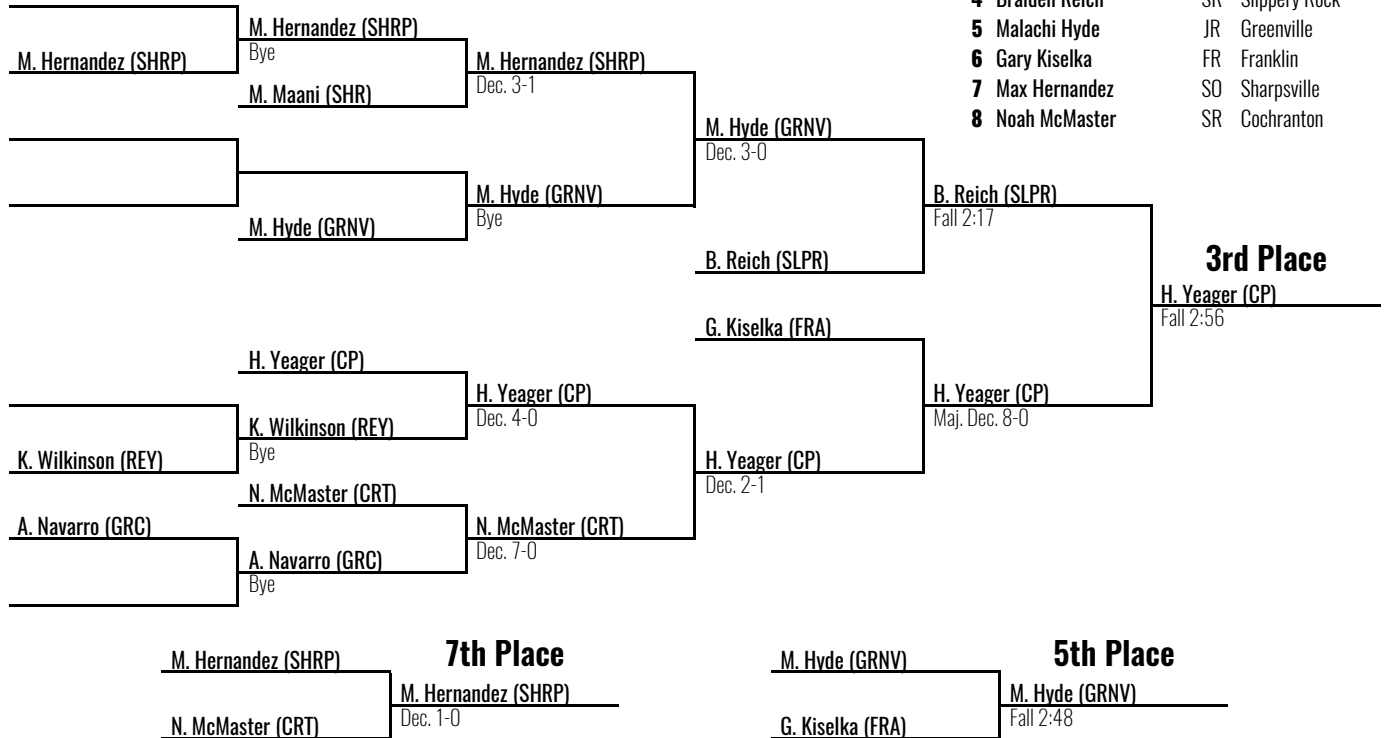 4 Braiden Reich SR Slippery Rock
M. Hernandez (SHRP)
Bye
5 Malachi Hyde JR Greenville
M. Hernandez (SHRP)
M. Hernandez (SHRP)
Dec. 3-1
6 Gary Kiselka FR Franklin
M. Maani (SHR)
7 Max Hernandez SO Sharpsville
8 Noah McMaster SR Cochranton
M. Hyde (GRNV)
Dec. 3-0
M. Hyde (GRNV)
Bye
B. Reich (SLPR)
Fall 2:17
M. Hyde (GRNV)
B. Reich (SLPR)
3rd Place
H. Yeager (CP)
Fall 2:56
G. Kiselka (FRA)
H. Yeager (CP)
H. Yeager (CP)
Dec. 4-0
H. Yeager (CP)
Maj. Dec. 8-0
K. Wilkinson (REY)
Bye
K. Wilkinson (REY)
H. Yeager (CP)
Dec. 2-1
N. McMaster (CRT)
A. Navarro (GRC)
N. McMaster (CRT)
Dec. 7-0
A. Navarro (GRC)
Bye
7th Place
M. Hernandez (SHRP)
M. Hernandez (SHRP)
Dec. 1-0
N. McMaster (CRT)
5th Place
M. Hyde (GRNV)
M. Hyde (GRNV)
Fall 2:48
G. Kiselka (FRA)